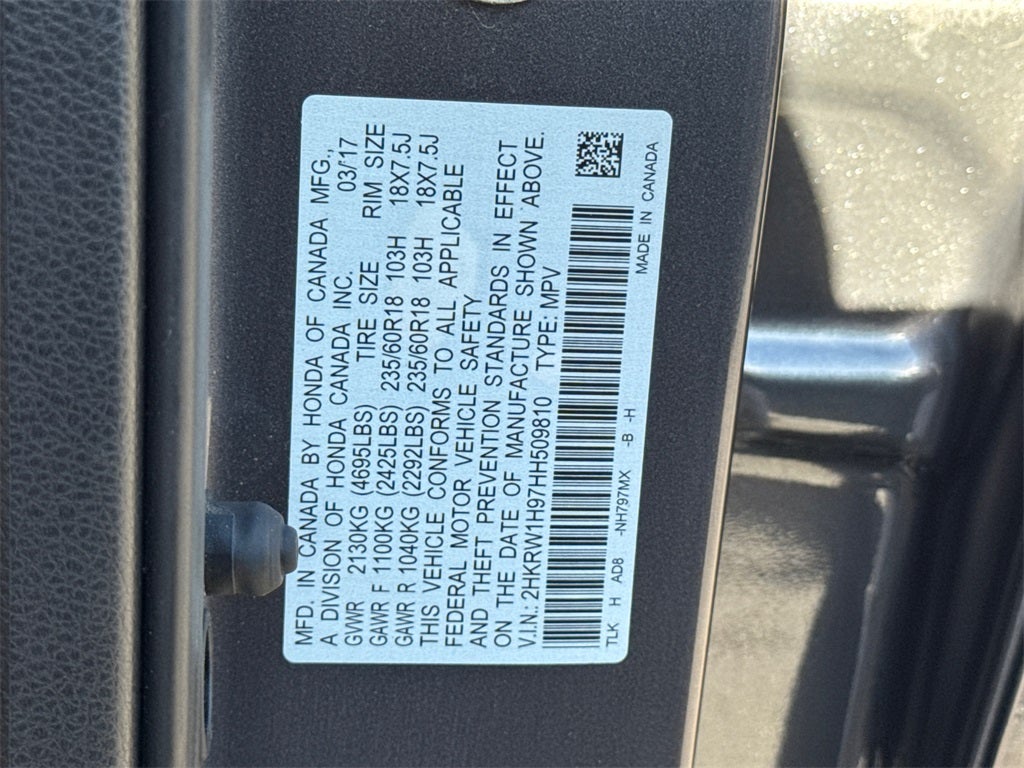 MFD. IN CANADA BY HONDA OF CANADA MFG.,
A DIVISION OF HONDA CANADA INC. 03/17
GVWR 2130KG (4695LBS) TIRE SIZE RIM SIZE
GAWR F 1100KG (2425LBS) 235/60R18 103H 18X7.5J
GAWR R 1040KG (2292LBS) 235/60R18 103H 18X7.5J
THIS VEHICLE CONFORMS TO ALL APPLICABLE
FEDERAL MOTOR VEHICLE SAFETY
AND THEFT PREVENTION STANDARDS IN EFFECT
ON THE DATE OF MANUFACTURE SHOWN ABOVE.
V.I.N.: 2HKRW1H97HH509810 TYPE: MPV
TLK H AD8 -NH797MX -B -H
MADE IN CANADA